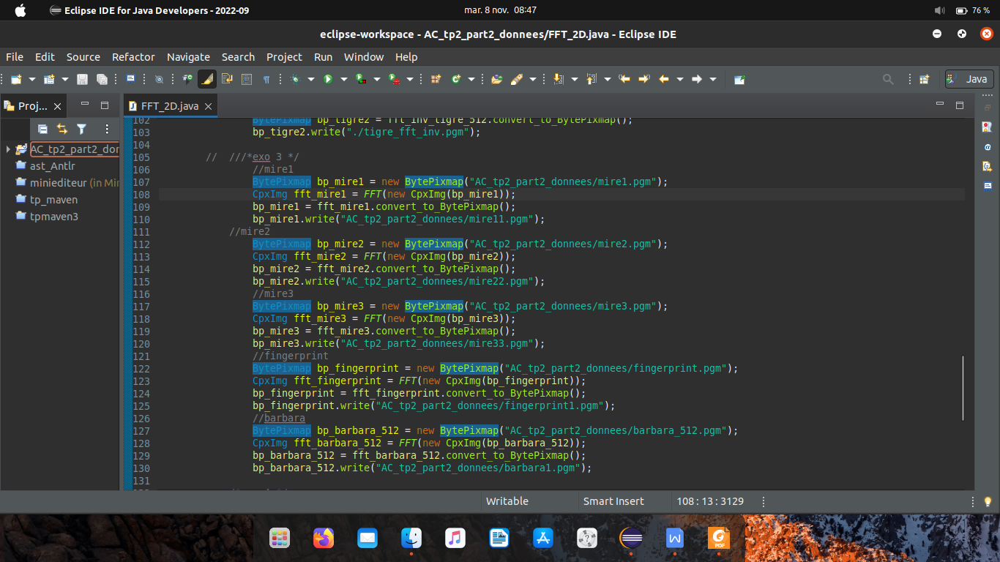 Eclipse IDE for Java Developers - 2022-09
mar. 8 nov. 08:47
76 %
eclipse-workspace - AC_tp2_part2_donnees/FFT_2D.java - Eclipse IDE
File Edit Source Refactor Navigate Search Project Run Window Help
Java
Proj...
FFT_2D.java
AC_tp2_part2_don
ast_Antlr
miniediteur (in Min
tp_maven
tpmaven3
102 BytePixmap bp_tigre2 = fft_inv_tigre_512.convert_to_BytePixmap();
103 bp_tigre2.write("./tigre_fft_inv.pgm");
104
105 // ///*exo 3 */
106 //mire1
107 BytePixmap bp_mire1 = new BytePixmap("AC_tp2_part2_donnees/mire1.pgm");
108 CpxImg fft_mire1 = FFT(new CpxImg(bp_mire1));
109 bp_mire1 = fft_mire1.convert_to_BytePixmap();
110 bp_mire1.write("AC_tp2_part2_donnees/mire11.pgm");
111 //mire2
112 BytePixmap bp_mire2 = new BytePixmap("AC_tp2_part2_donnees/mire2.pgm");
113 CpxImg fft_mire2 = FFT(new CpxImg(bp_mire2));
114 bp_mire2 = fft_mire2.convert_to_BytePixmap();
115 bp_mire2.write("AC_tp2_part2_donnees/mire22.pgm");
116 //mire3
117 BytePixmap bp_mire3 = new BytePixmap("AC_tp2_part2_donnees/mire3.pgm");
118 CpxImg fft_mire3 = FFT(new CpxImg(bp_mire3));
119 bp_mire3 = fft_mire3.convert_to_BytePixmap();
120 bp_mire3.write("AC_tp2_part2_donnees/mire33.pgm");
121 //fingerprint
122 BytePixmap bp_fingerprint = new BytePixmap("AC_tp2_part2_donnees/fingerprint.pgm");
123 CpxImg fft_fingerprint = FFT(new CpxImg(bp_fingerprint));
124 bp_fingerprint = fft_fingerprint.convert_to_BytePixmap();
125 bp_fingerprint.write("AC_tp2_part2_donnees/fingerprint1.pgm");
126 //barbara
127 BytePixmap bp_barbara_512 = new BytePixmap("AC_tp2_part2_donnees/barbara_512.pgm");
128 CpxImg fft_barbara_512 = FFT(new CpxImg(bp_barbara_512));
129 bp_barbara_512 = fft_barbara_512.convert_to_BytePixmap();
130 bp_barbara_512.write("AC_tp2_part2_donnees/barbara1.pgm");
131
Writable Smart Insert 108 : 13 : 3129
PDF